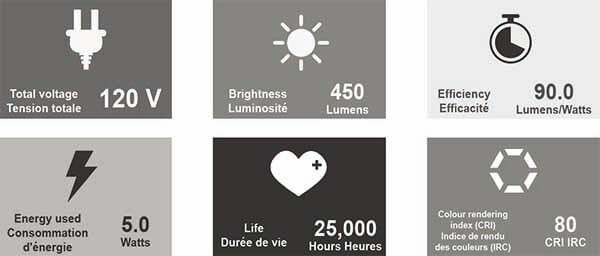 Total voltage
Tension totale
120 V
Brightness
Luminosité
450
Lumens
Efficiency
Efficacité
90.0
Lumens/Watts
Energy used
Consommation
d'énergie
5.0
Watts
Life
Durée de vie
25,000
Hours Heures
Colour rendering
index (CRI)
Indice de rendu
des couleurs (IRC)
80
CRI IRC